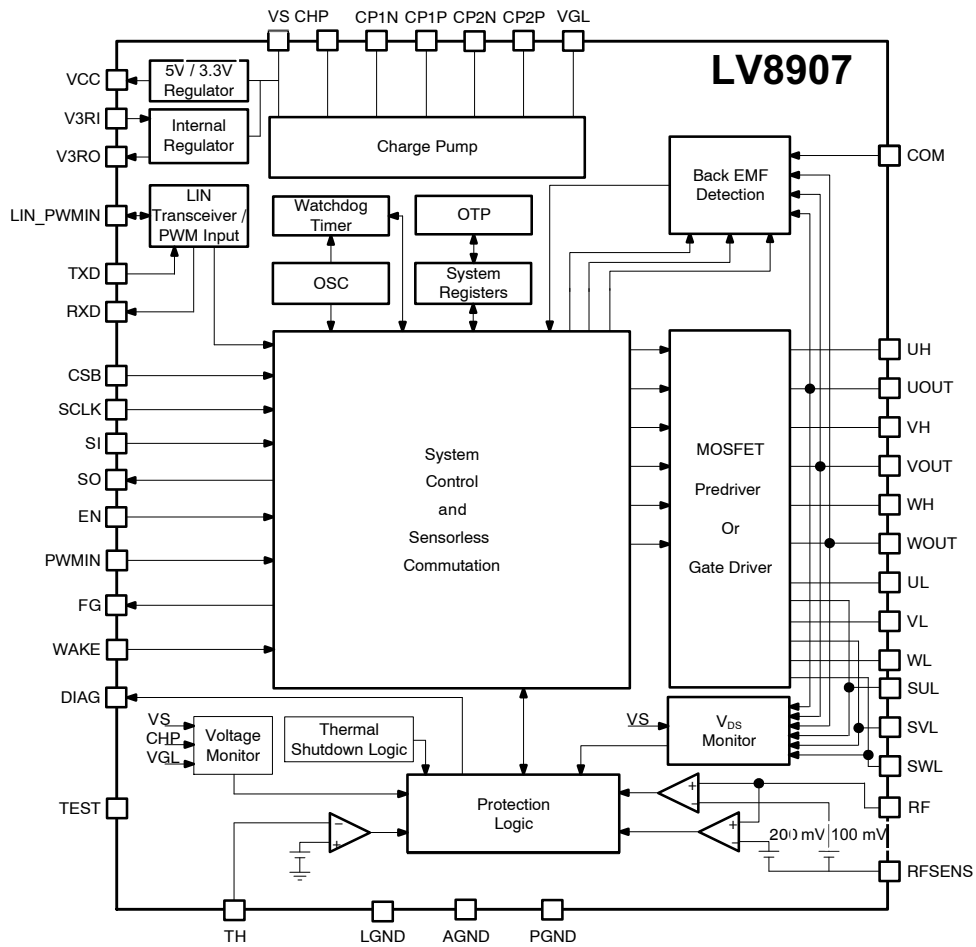 VS CHP CP1N CP1P CP2N CP2P VGL
LV8907
VCC
5V / 3.3V
Regulator
V3RI
Internal
Regulator
V3RO
Charge Pump
Back EMF
Detection
COM
LIN_PWMIN
LIN
Transceiver /
PWM Input
Watchdog
Timer
OTP
TXD
OSC
System
Registers
RXD
CSB
SCLK
SI
SO
EN
PWMIN
FG
WAKE
DIAG
System
Control
and
Sensorless
Commutation
MOSFET
Predriver
Or
Gate Driver
UH
UOUT
VH
VOUT
WH
WOUT
UL
VL
WL
SUL
SVL
SWL
VS
CHP
VGL
Voltage
Monitor
Thermal
Shutdown Logic
VS
VDS
Monitor
TEST
Protection
Logic
RF
200 mV
100 mV
RFSENS
TH
LGND
AGND
PGND